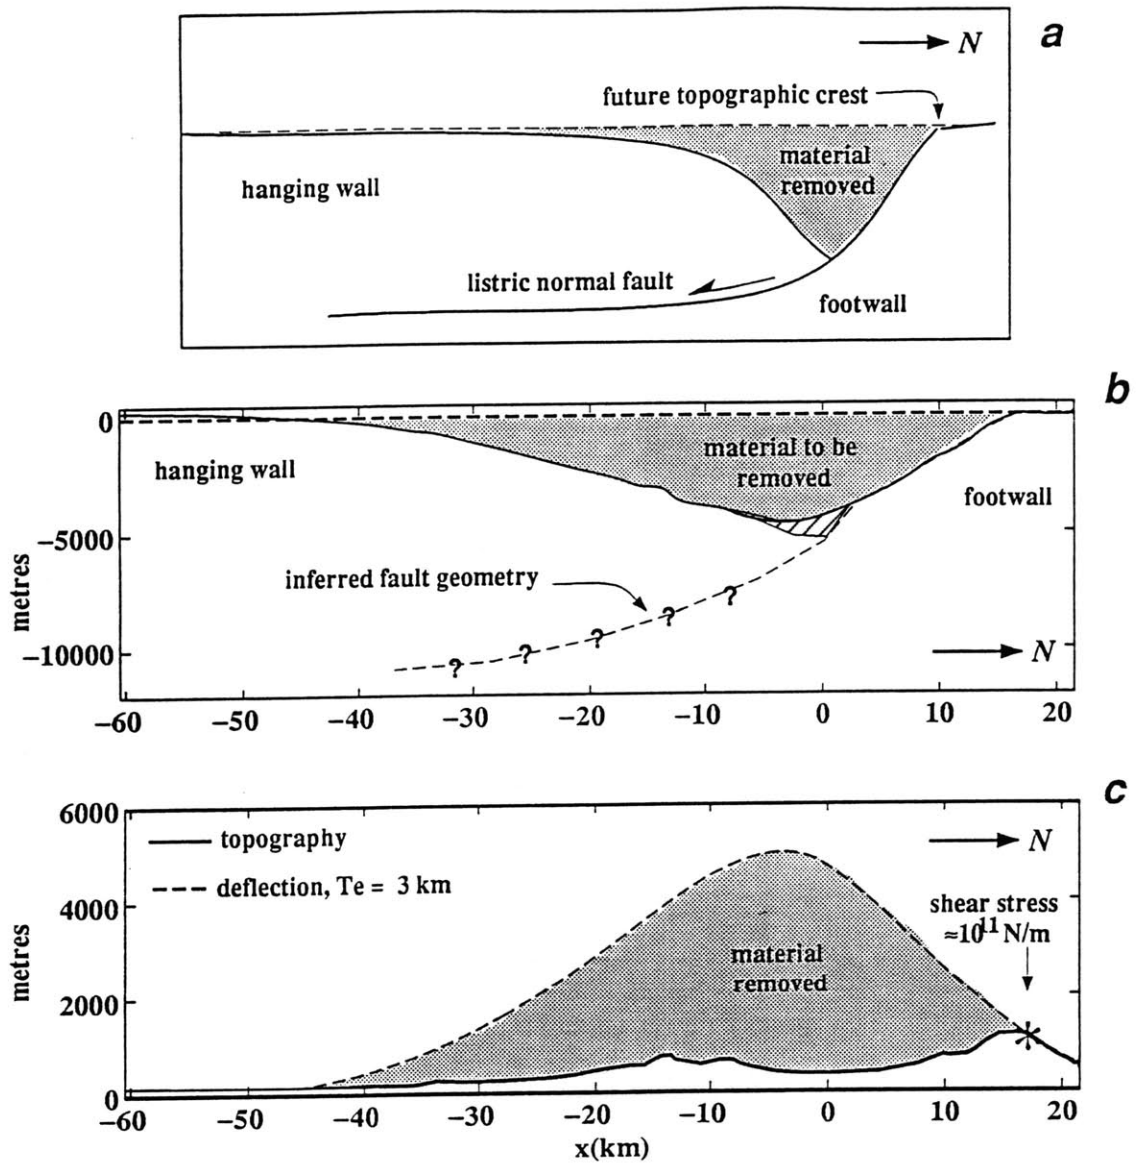 a
N
future topographic crest
material
removed
hanging wall
listric normal fault
footwall
b
0
material to be
removed
hanging wall
footwall
−5000
metres
inferred fault geometry
?
?
?
?
?
−10000
N
−60
−50
−40
−30
−20
−10
0
10
20
c
6000
topography
N
deflection, Te = 3 km
4000
shear stress
≈10¹¹ N/m
metres
material
removed
2000
0
−60
−50
−40
−30
−20
−10
0
10
20
x(km)